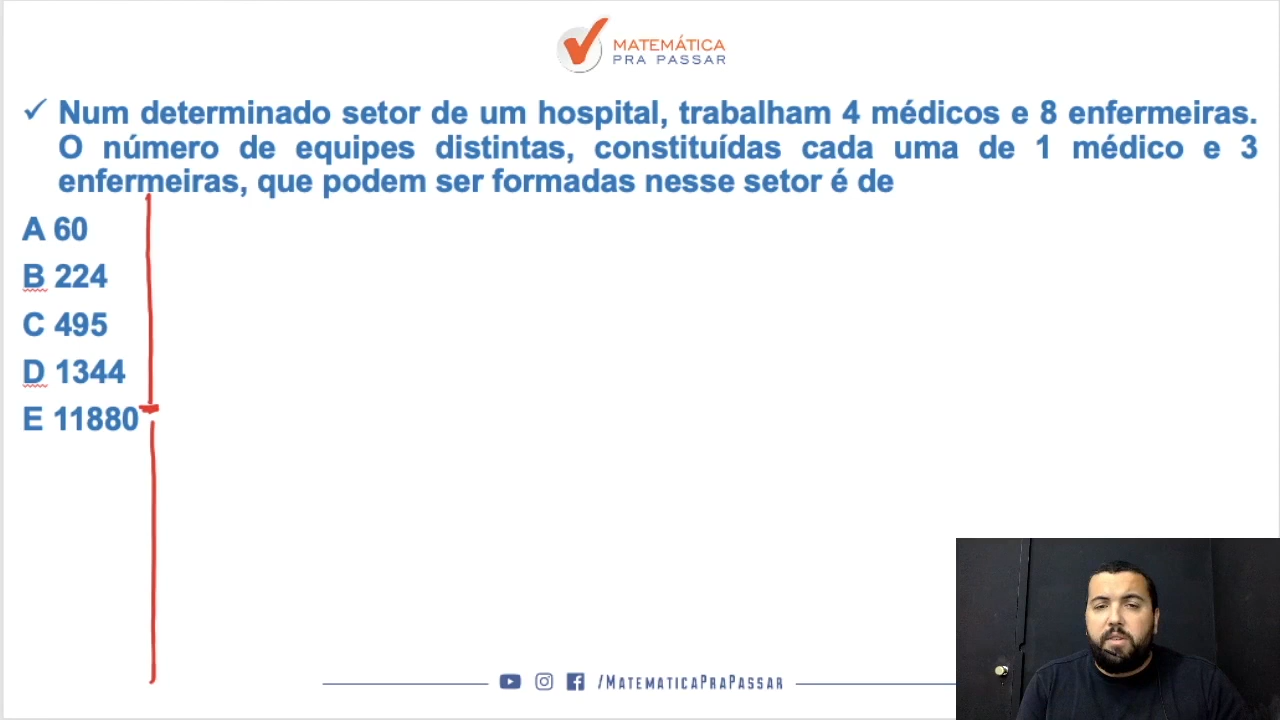 MATEMÁTICA
PRA PASSAR
✓ Num determinado setor de um hospital, trabalham 4 médicos e 8 enfermeiras.
O número de equipes distintas, constituídas cada uma de 1 médico e 3
enfermeiras, que podem ser formadas nesse setor é de
A 60
B 224
C 495
D 1344
E 11880
/MATEMATICAPRAPASSAR